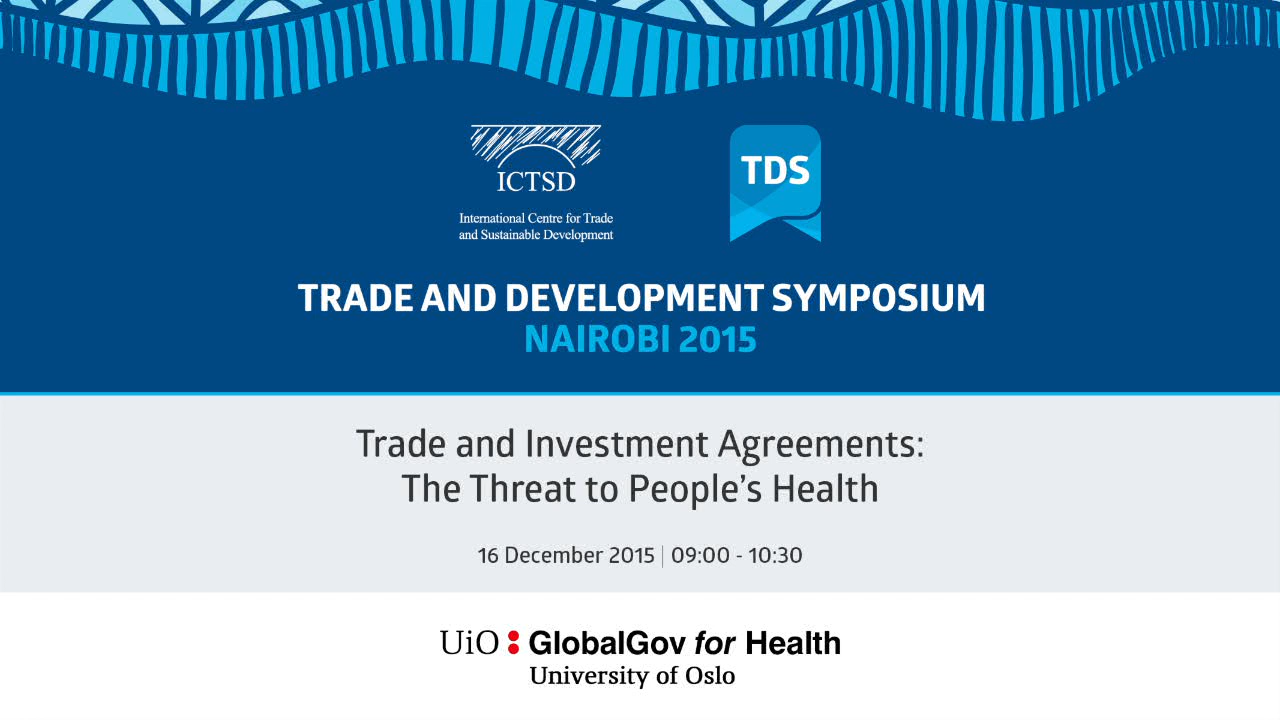 ICTSD
International Centre for Trade
and Sustainable Development
TDS
TRADE AND DEVELOPMENT SYMPOSIUM
NAIROBI 2015
Trade and Investment Agreements:
The Threat to People’s Health
16 December 2015 | 09:00 - 10:30
UiO : GlobalGov for Health
University of Oslo